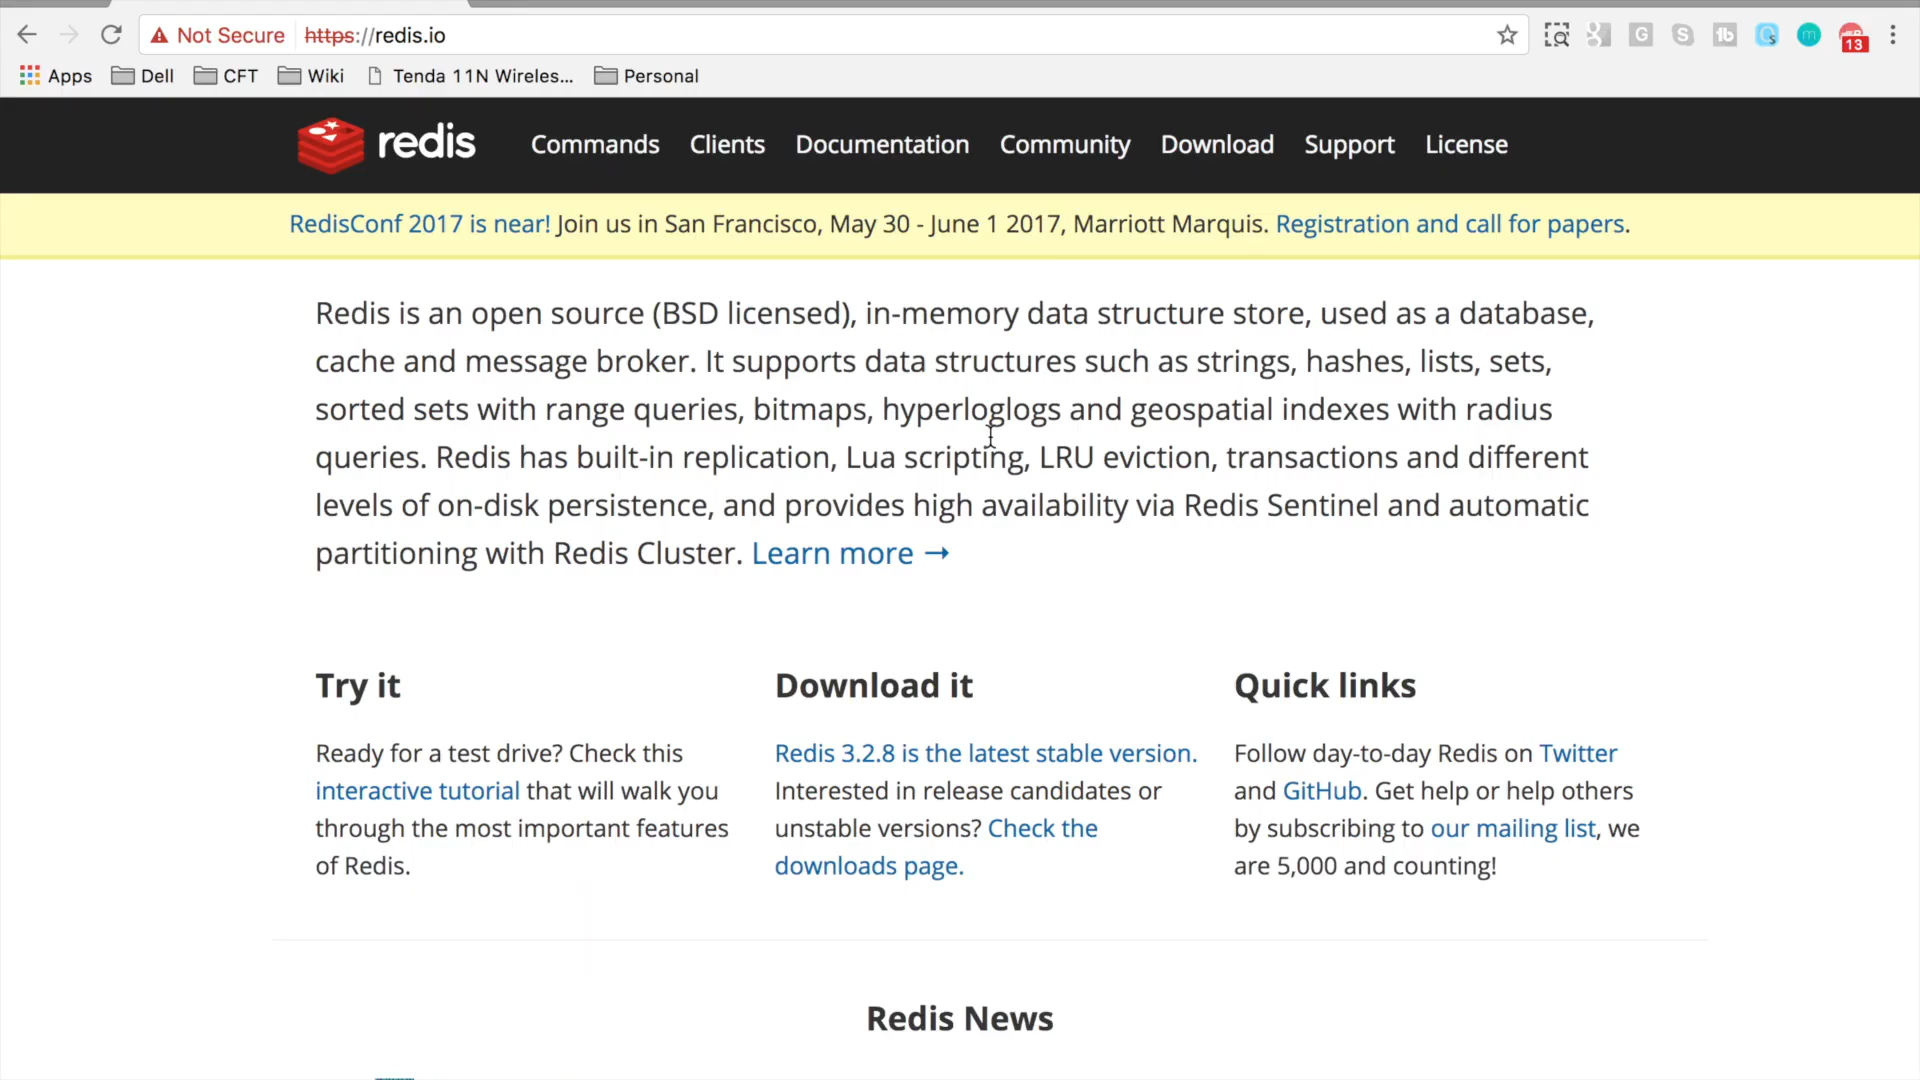 Not Secure https://redis.io
13
Apps Dell CFT Wiki Tenda 11N Wireles... Personal
redis Commands Clients Documentation Community Download Support License
RedisConf 2017 is near! Join us in San Francisco, May 30 - June 1 2017, Marriott Marquis. Registration and call for papers.
Redis is an open source (BSD licensed), in-memory data structure store, used as a database,
cache and message broker. It supports data structures such as strings, hashes, lists, sets,
sorted sets with range queries, bitmaps, hyperloglogs and geospatial indexes with radius
queries. Redis has built-in replication, Lua scripting, LRU eviction, transactions and different
levels of on-disk persistence, and provides high availability via Redis Sentinel and automatic
partitioning with Redis Cluster. Learn more →
Try it
Ready for a test drive? Check this
interactive tutorial that will walk you
through the most important features
of Redis.
Download it
Redis 3.2.8 is the latest stable version.
Interested in release candidates or
unstable versions? Check the
downloads page.
Quick links
Follow day-to-day Redis on Twitter
and GitHub. Get help or help others
by subscribing to our mailing list, we
are 5,000 and counting!
Redis News